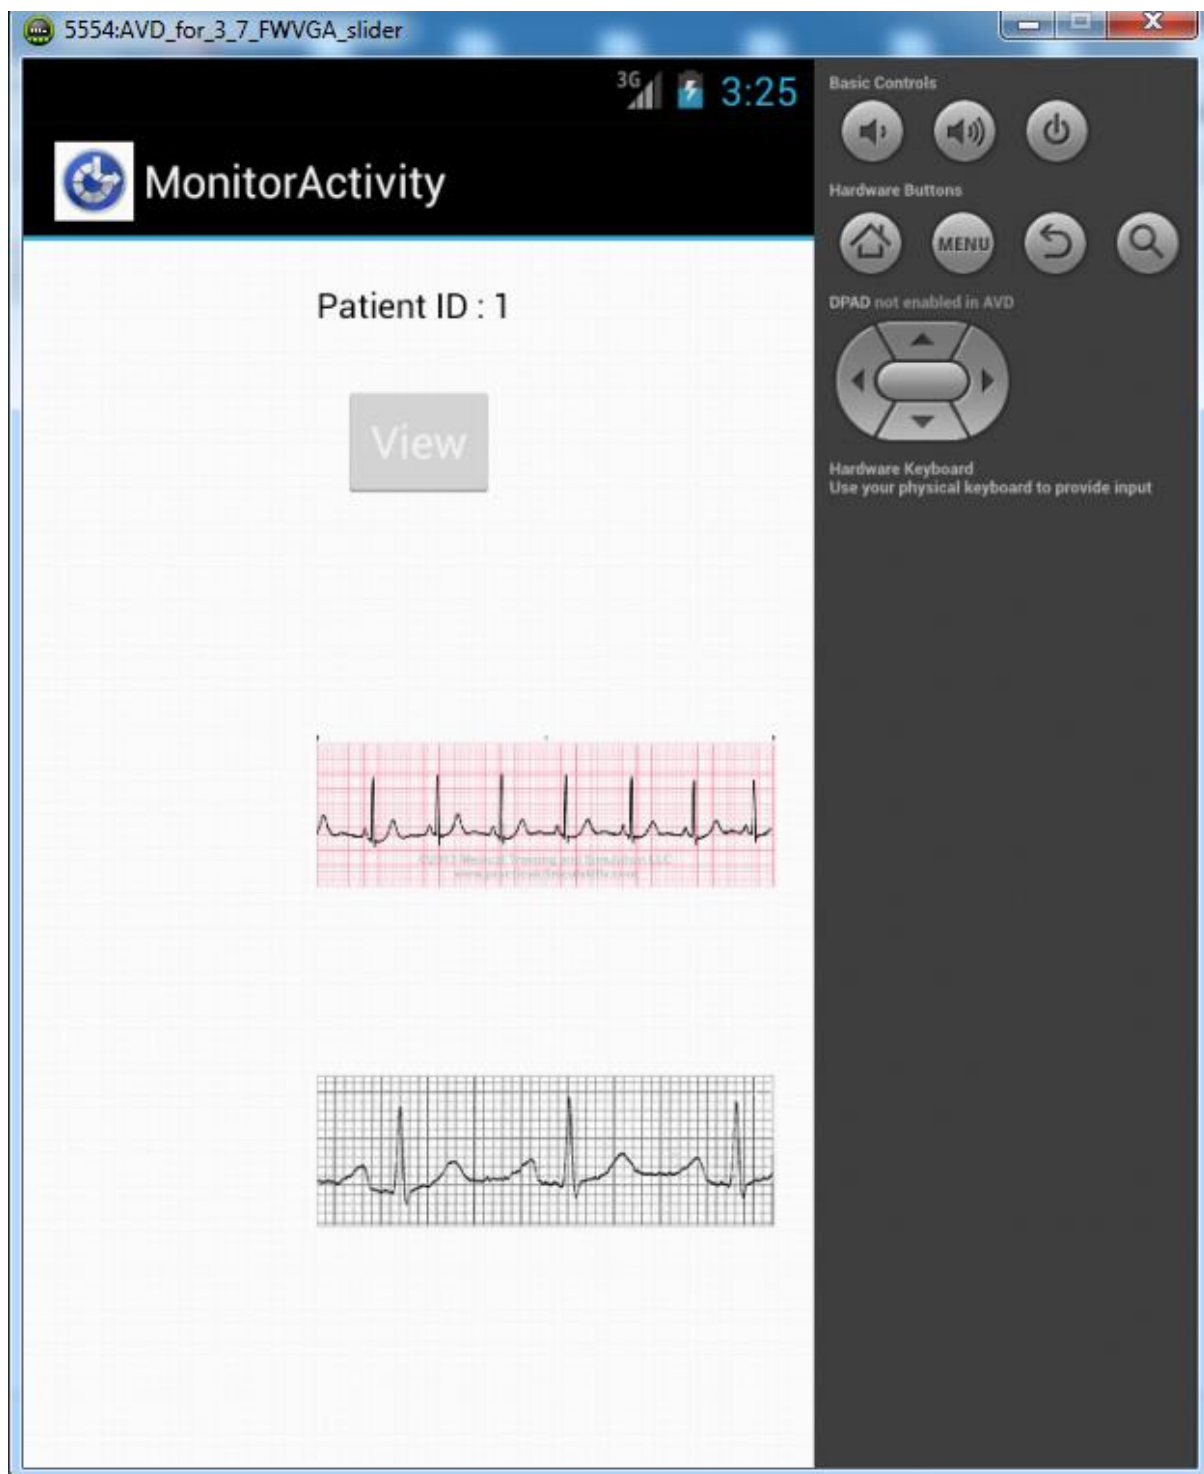 5554:AVD_for_3_7_FWVGA_slider
3G 3:25
MonitorActivity
Patient ID : 1
View
Basic Controls
Hardware Buttons
MENU
DPAD not enabled in AVD
Hardware Keyboard
Use your physical keyboard to provide input